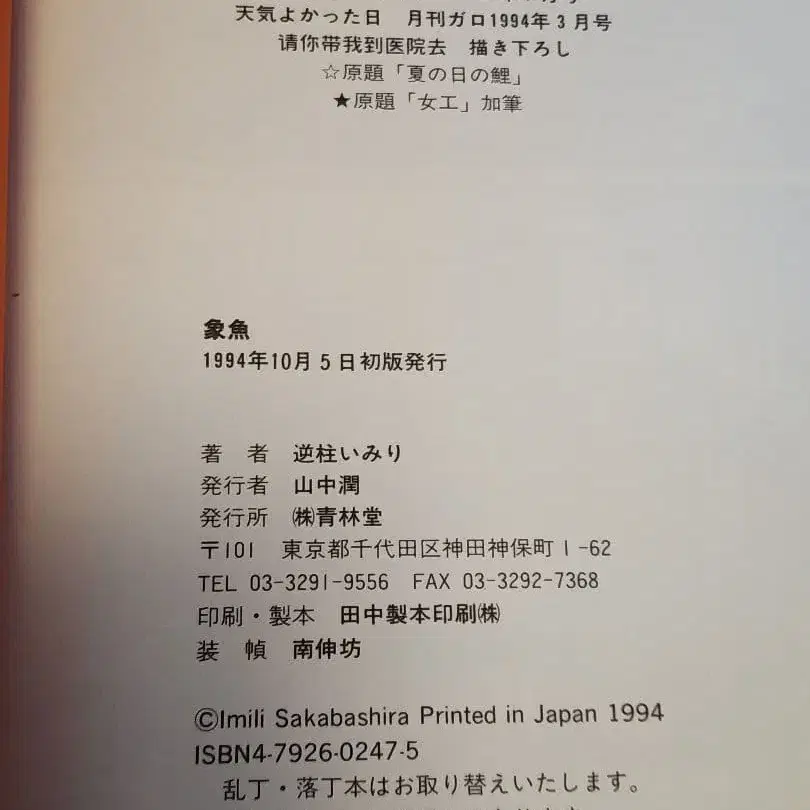 天気よかった日　月刊ガロ1994年3月号
请你带我到医院去　描き下ろし
☆原題「夏の日の鯉」
★原題「女工」加筆
象魚
1994年10月5日初版発行
著　者　逆柱いみり
発行者　山中潤
発行所　㈱青林堂
〒101　東京都千代田区神田神保町1-62
TEL 03-3291-9556　FAX 03-3292-7368
印刷・製本　田中製本印刷㈱
装　幀　南伸坊
©Imili Sakabashira Printed in Japan 1994
ISBN4-7926-0247-5
乱丁・落丁本はお取り替えいたします。